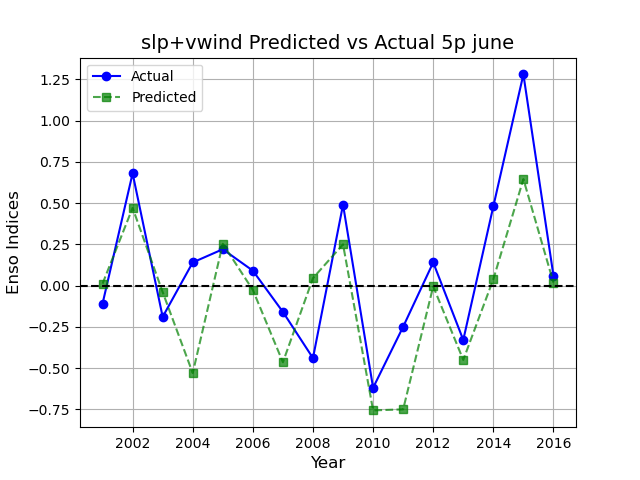 slp+vwind Predicted vs Actual 5p june
Actual
Predicted
1.25
1.00
0.75
0.50
0.25
0.00
−0.25
−0.50
−0.75
Enso Indices
2002 2004 2006 2008 2010 2012 2014 2016
Year